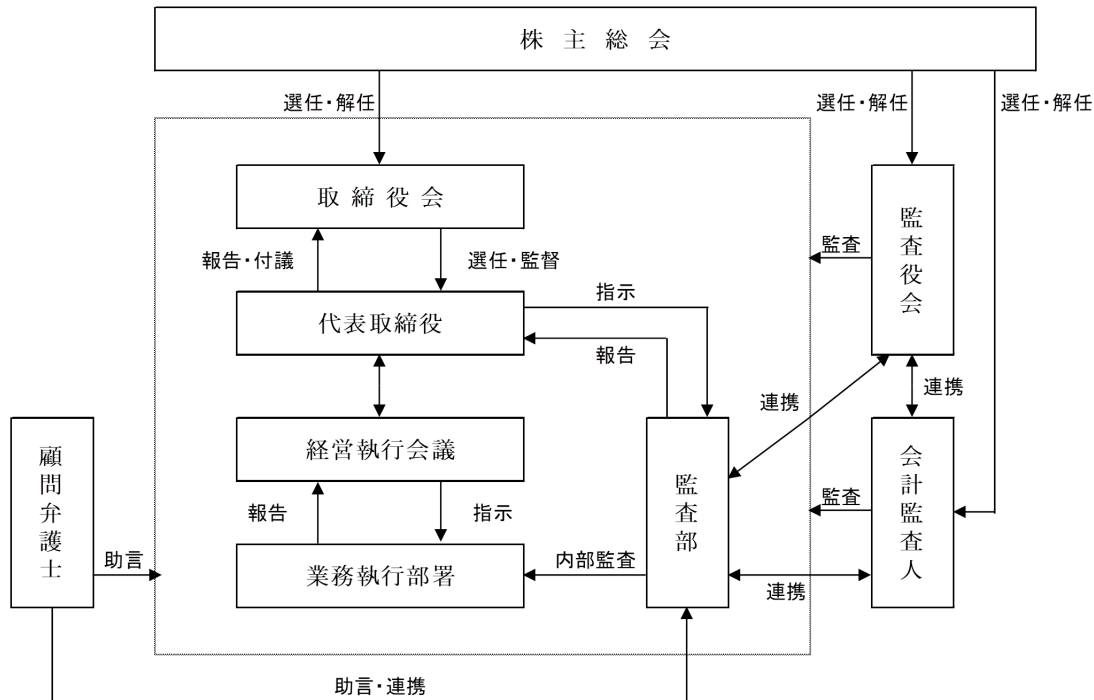 株主総会
選任・解任
選任・解任
選任・解任
取締役会
監査役会
報告・付議
選任・監督
監査
指示
代表取締役
報告
連携
連携
顧問弁護士
経営執行会議
監査部
会計監査人
報告
指示
監査
助言
業務執行部署
内部監査
連携
助言・連携